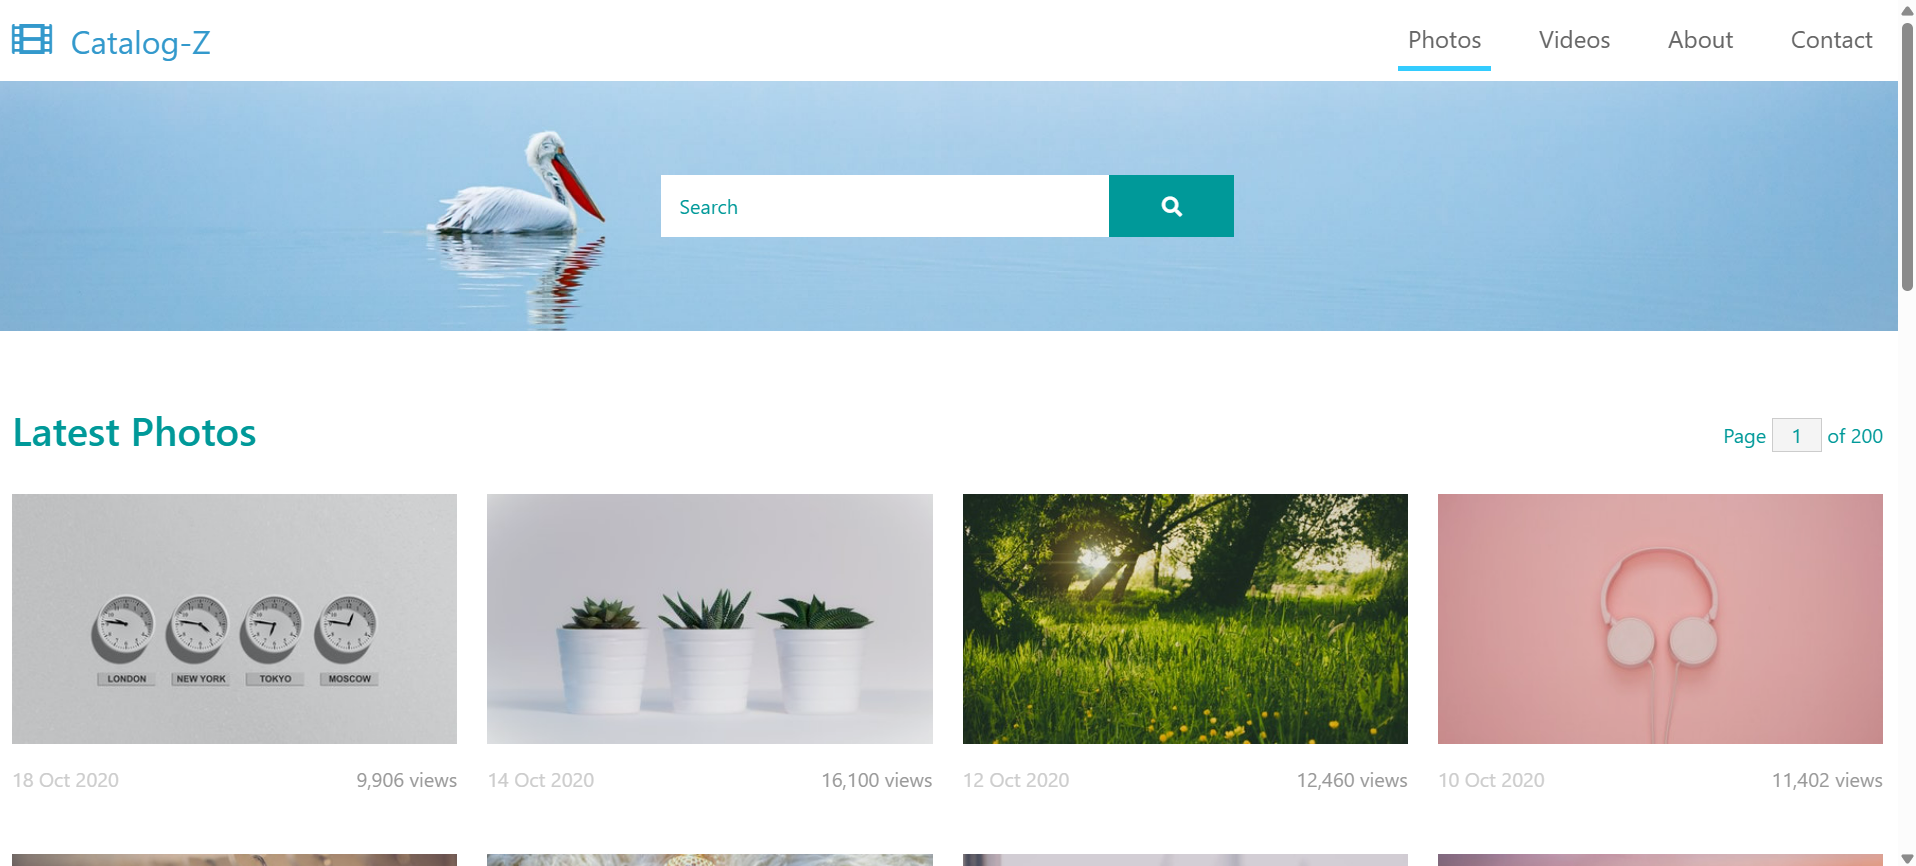 Catalog-Z
Photos Videos About Contact
Search
Latest Photos
Page 1 of 200
LONDON NEW YORK TOKYO MOSCOW
18 Oct 2020 9,906 views
14 Oct 2020 16,100 views
12 Oct 2020 12,460 views
10 Oct 2020 11,402 views